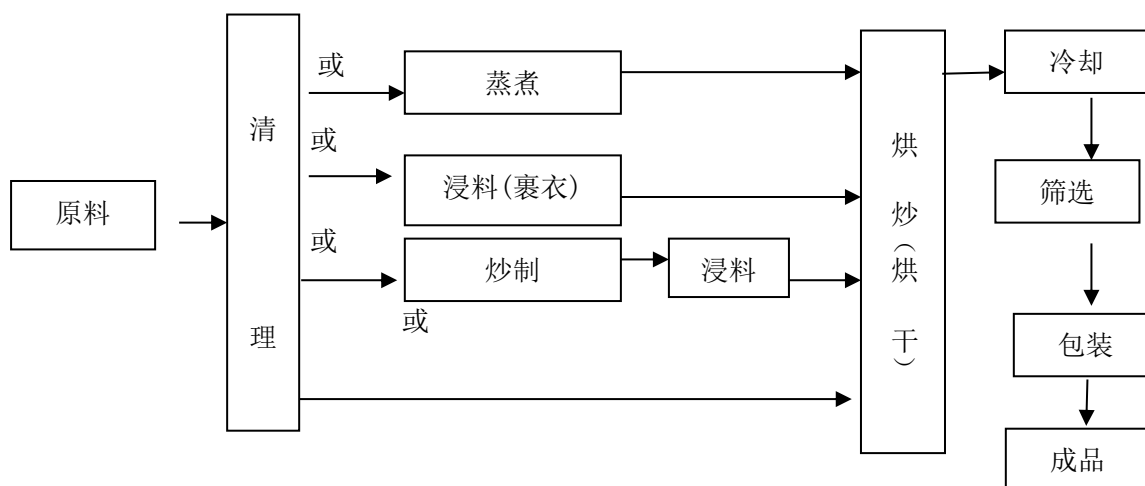 原料
清理
或
蒸煮
或
浸料(裹衣)
或
炒制
浸料
或
烘炒(烘干)
冷却
筛选
包装
成品